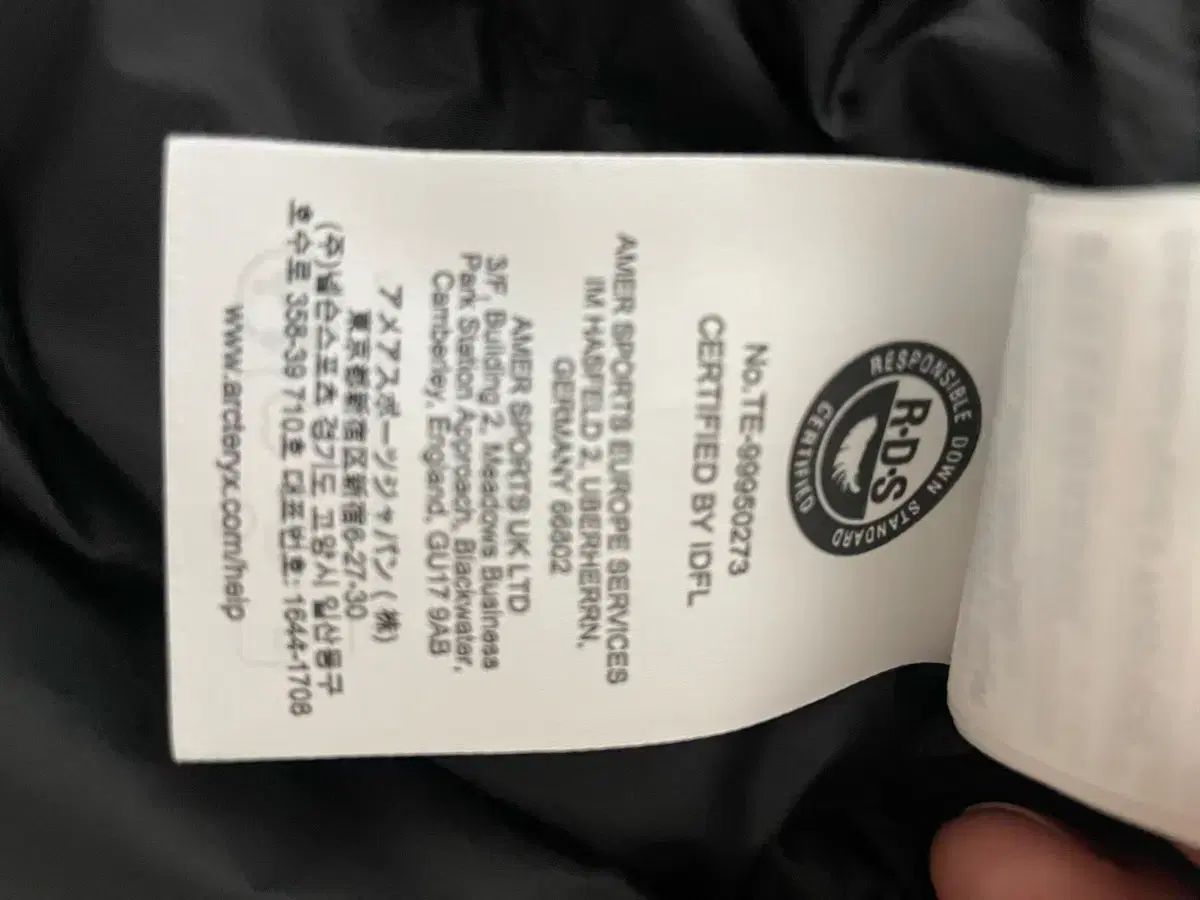 RESPONSIBLE DOWN STANDARD
R·D·S
CERTIFIED
No.TE-99950273
CERTIFIED BY IDFL
AMER SPORTS EUROPE SERVICES
IM HASFELD 2, UBERHERRN,
GERMANY 66802
AMER SPORTS UK LTD
3/F, Building 2, Meadows Business
Park Station Approach, Blackwater,
Camberley, England, GU17 9AB
アメアスポーツジャパン ( 株)
東京都新宿区新宿6-27-30
(주)넬슨스포츠 경기도 고양시 일산동구
호수로 358-39 710호 대표번호: 1644-1708
www.arcteryx.com/help